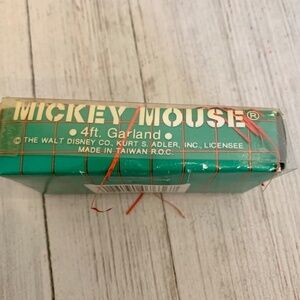 MICKEY MOUSE®
• 4ft. Garland •
© THE WALT DISNEY CO., KURT S. ADLER, INC., LICENSEE
MADE IN TAIWAN R.O.C.